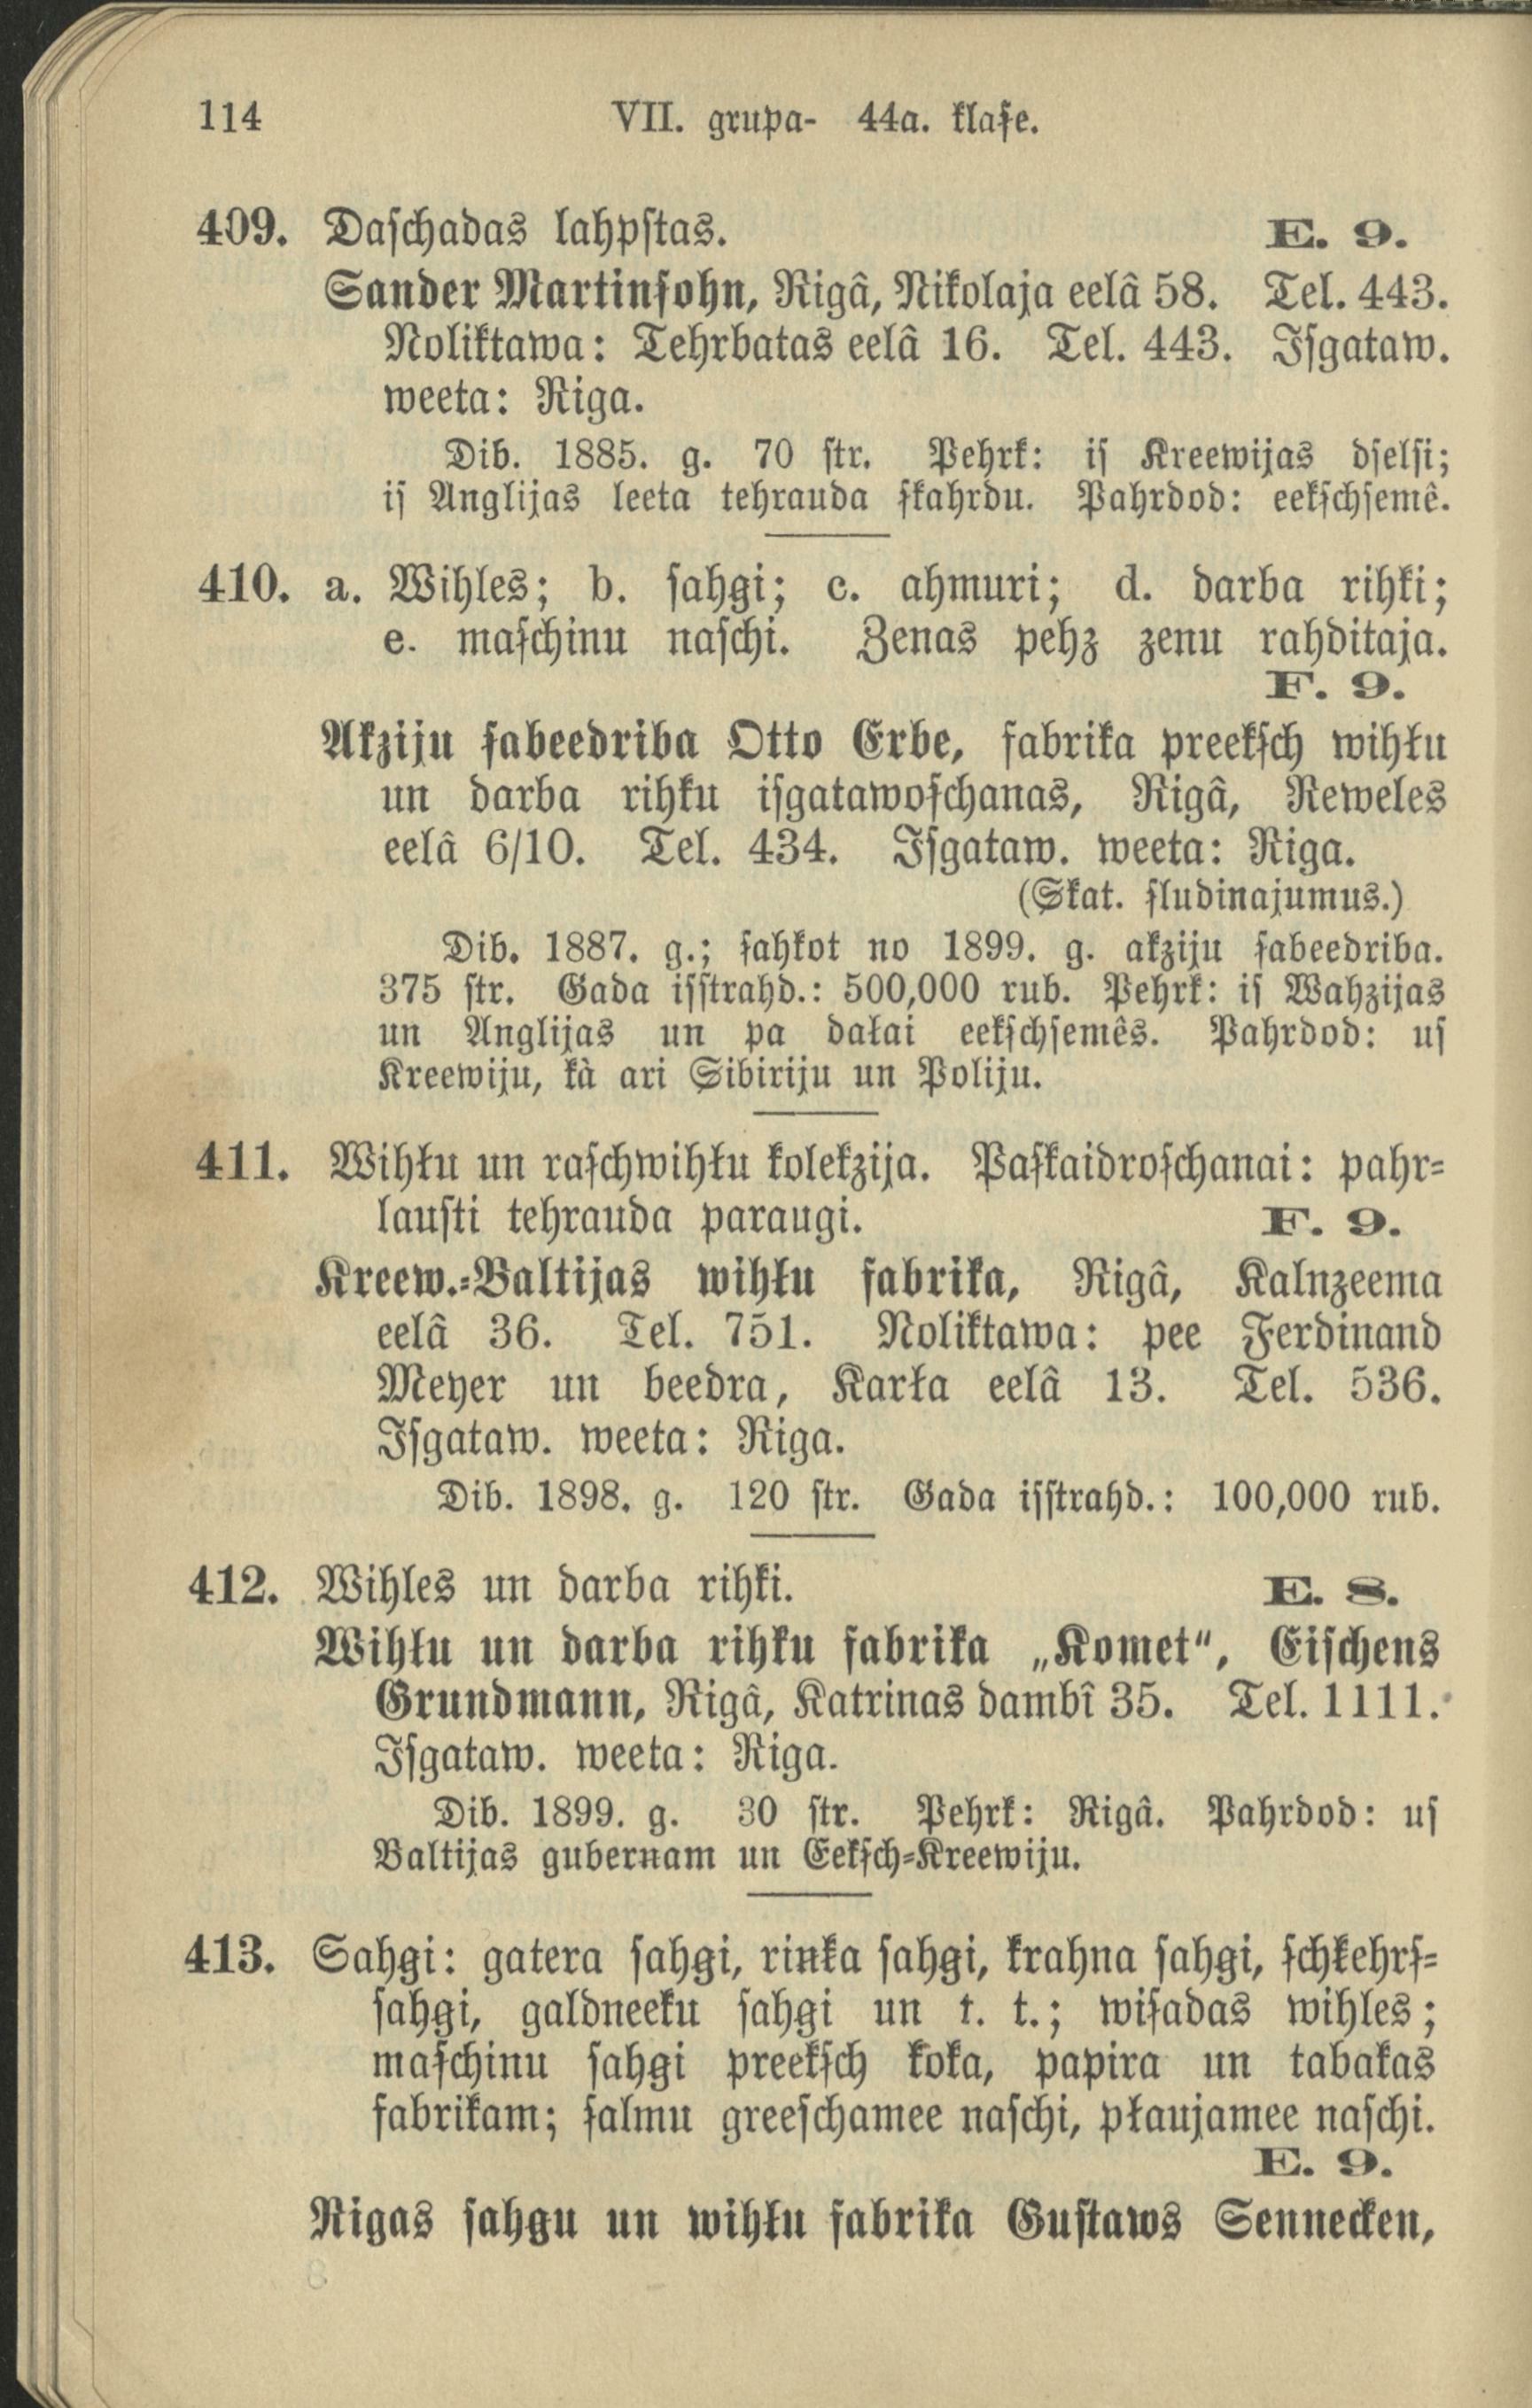 114 VII. grupa- 44a. klaſe.
409. Daſchadas lahpſtas. E. 9.
Sander Martinſohn, Rigâ, Nikolaja eelâ 58. Tel. 443.
Noliktawa: Tehrbatas eelâ 16. Tel. 443. Iſgataw.
weeta: Riga.
Dib. 1885. g. 70 ſtr. Pehrk: iſ Kreewijas dſelſi;
iſ Anglijas leeta tehrauda ſkahrdu. Pahrdod: eekſchſemê.
410. a. Wihles; b. ſahgi; c. ahmuri; d. darba rihki;
e. maſchinu naſchi. Zenas pehz zenu rahditaja.
F. 9.
Akziju ſabeedriba Otto Erbe, fabrika preekſch wihłu
un darba rihku iſgatawoſchanas, Rigâ, Reweles
eelâ 6/10. Tel. 434. Iſgataw. weeta: Riga.
(Skat. ſludinajumus.)
Dib. 1887. g.; ſahkot no 1899. g. akziju ſabeedriba.
375 ſtr. Gada iſſtrahd.: 500,000 rub. Pehrk: iſ Wahzijas
un Anglijas un pa dałai eekſchſemês. Pahrdod: uſ
Kreewiju, kà ari Sibiriju un Poliju.
411. Wihłu un raſchwihłu kolekzija. Paſkaidroſchanai: pahr-
lauſti tehrauda paraugi. F. 9.
Kreew.-Baltijas wihłu fabrika, Rigâ, Kalnzeema
eelâ 36. Tel. 751. Noliktawa: pee Ferdinand
Meyer un beedra, Karła eelâ 13. Tel. 536.
Iſgataw. weeta: Riga.
Dib. 1898. g. 120 ſtr. Gada iſſtrahd.: 100,000 rub.
412. Wihles un darba rihki. E. 8.
Wihłu un darba rihku fabrika „Komet“, Eiſchens
Grundmann, Rigâ, Katrinas dambî 35. Tel. 1111.
Iſgataw. weeta: Riga.
Dib. 1899. g. 30 ſtr. Pehrk: Rigâ. Pahrdod: uſ
Baltijas gubernam un Eekſch-Kreewiju.
413. Sahgi: gatera ſahgi, rinka ſahgi, krahna ſahgi, ſchkehrſ-
ſahgi, galdneeku ſahgi un t. t.; wiſadas wihles;
maſchinu ſahgi preekſch koka, papira un tabakas
fabrikam; ſalmu greeſchamee naſchi, płaujamee naſchi.
E. 9.
Rigas ſahgu un wihłu fabrika Guſtaws Sennecken,